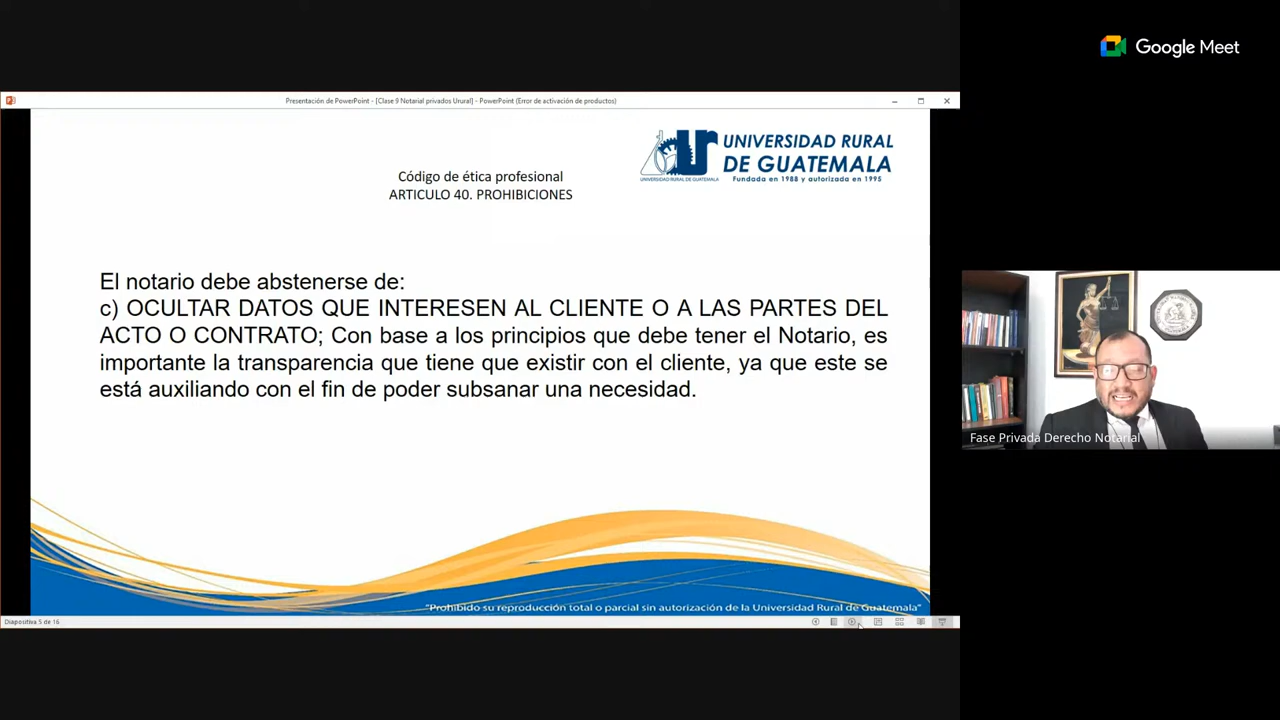 Google Meet
Presentación de PowerPoint - [Clase 9 Notarial privados Urural] - PowerPoint (Error de activación de productos)
UNIVERSIDAD RURAL
DE GUATEMALA
Fundada en 1988 y autorizada en 1995
UNIVERSIDAD RURAL DE GUATEMALA
Código de ética profesional
ARTICULO 40. PROHIBICIONES
El notario debe abstenerse de:
c) OCULTAR DATOS QUE INTERESEN AL CLIENTE O A LAS PARTES DEL
ACTO O CONTRATO; Con base a los principios que debe tener el Notario, es
importante la transparencia que tiene que existir con el cliente, ya que este se
está auxiliando con el fin de poder subsanar una necesidad.
Fase Privada Derecho Notarial
"Prohibido su reproducción total o parcial sin autorización de la Universidad Rural de Guatemala"
Diapositiva 5 de 16